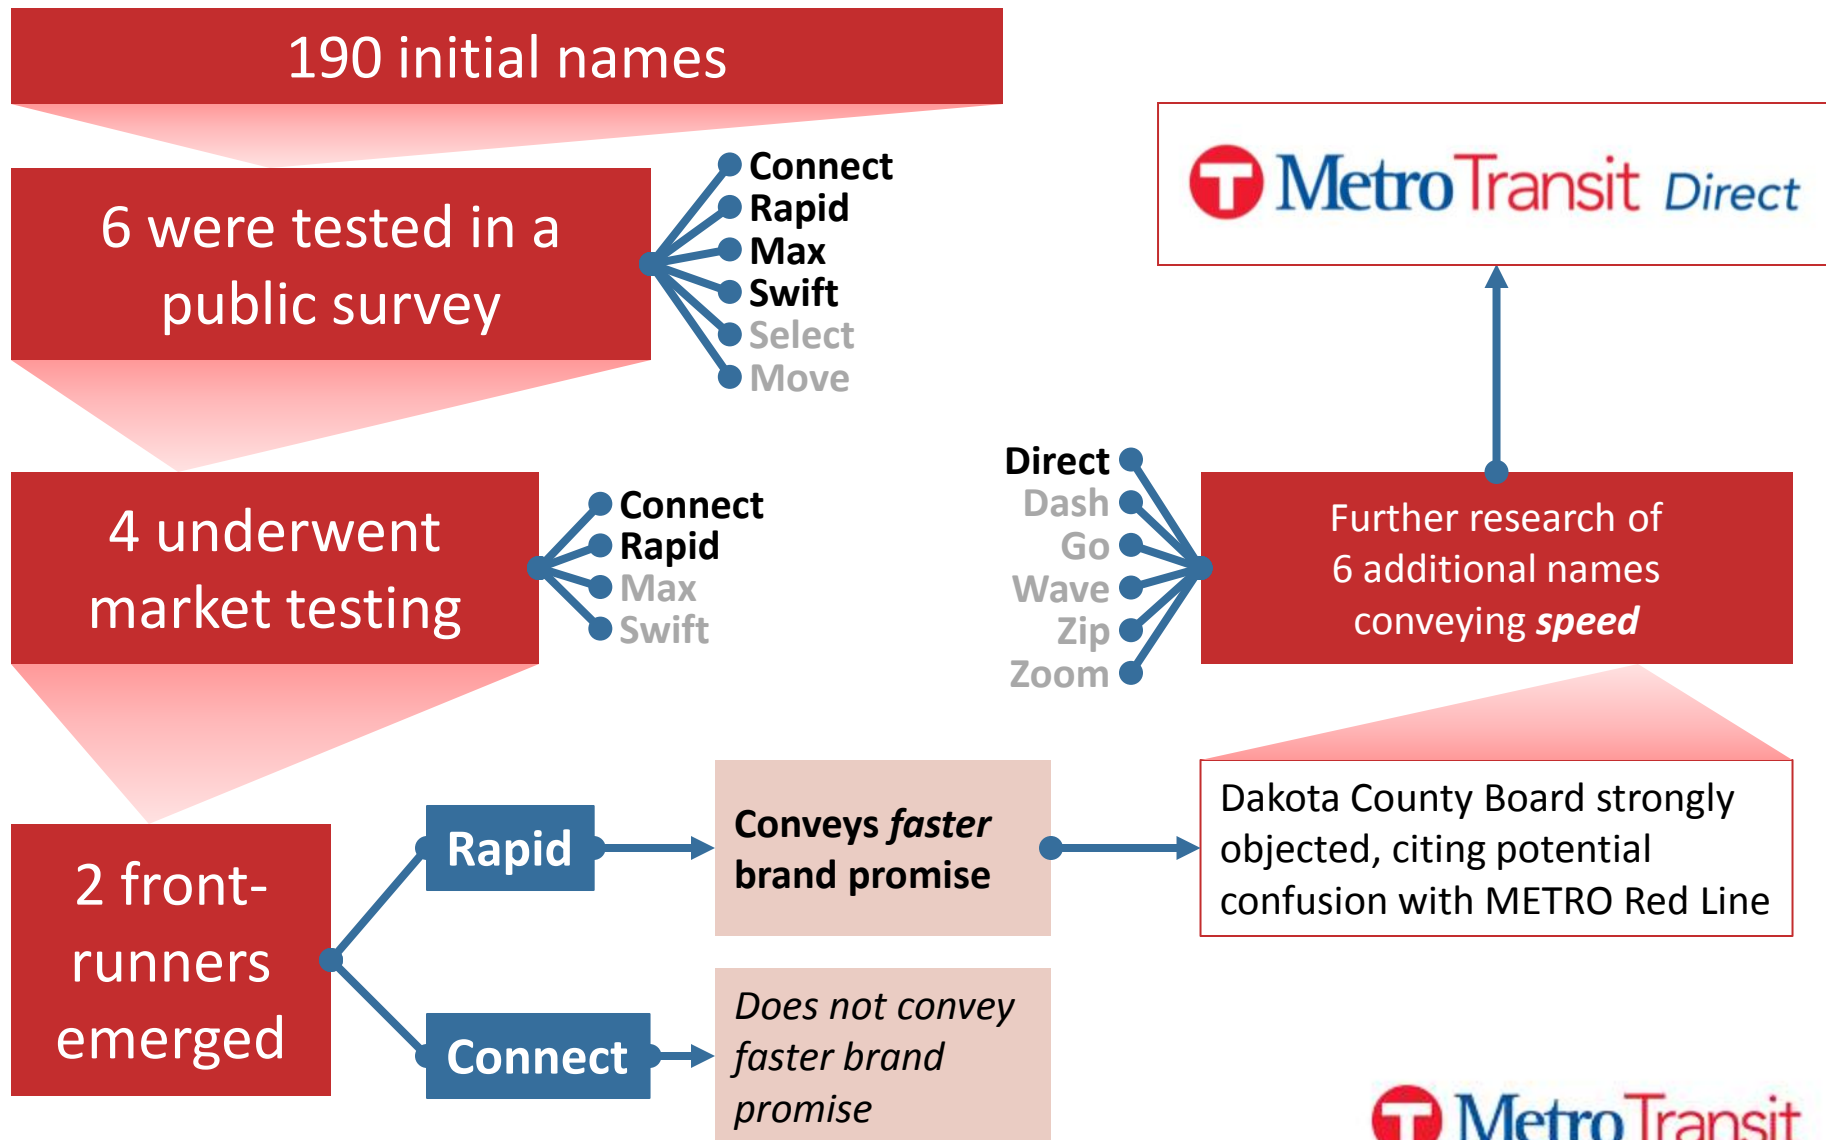 190 initial names
6 were tested in a
public survey
Connect
Rapid
Max
Swift
Select
Move
4 underwent
market testing
Connect
Rapid
Max
Swift
2 front-
runners
emerged
Rapid
Conveys faster
brand promise
Connect
Does not convey
faster brand
promise
Dakota County Board strongly
objected, citing potential
confusion with METRO Red Line
Further research of
6 additional names
conveying speed
Direct
Dash
Go
Wave
Zip
Zoom
T MetroTransit Direct
T MetroTransit